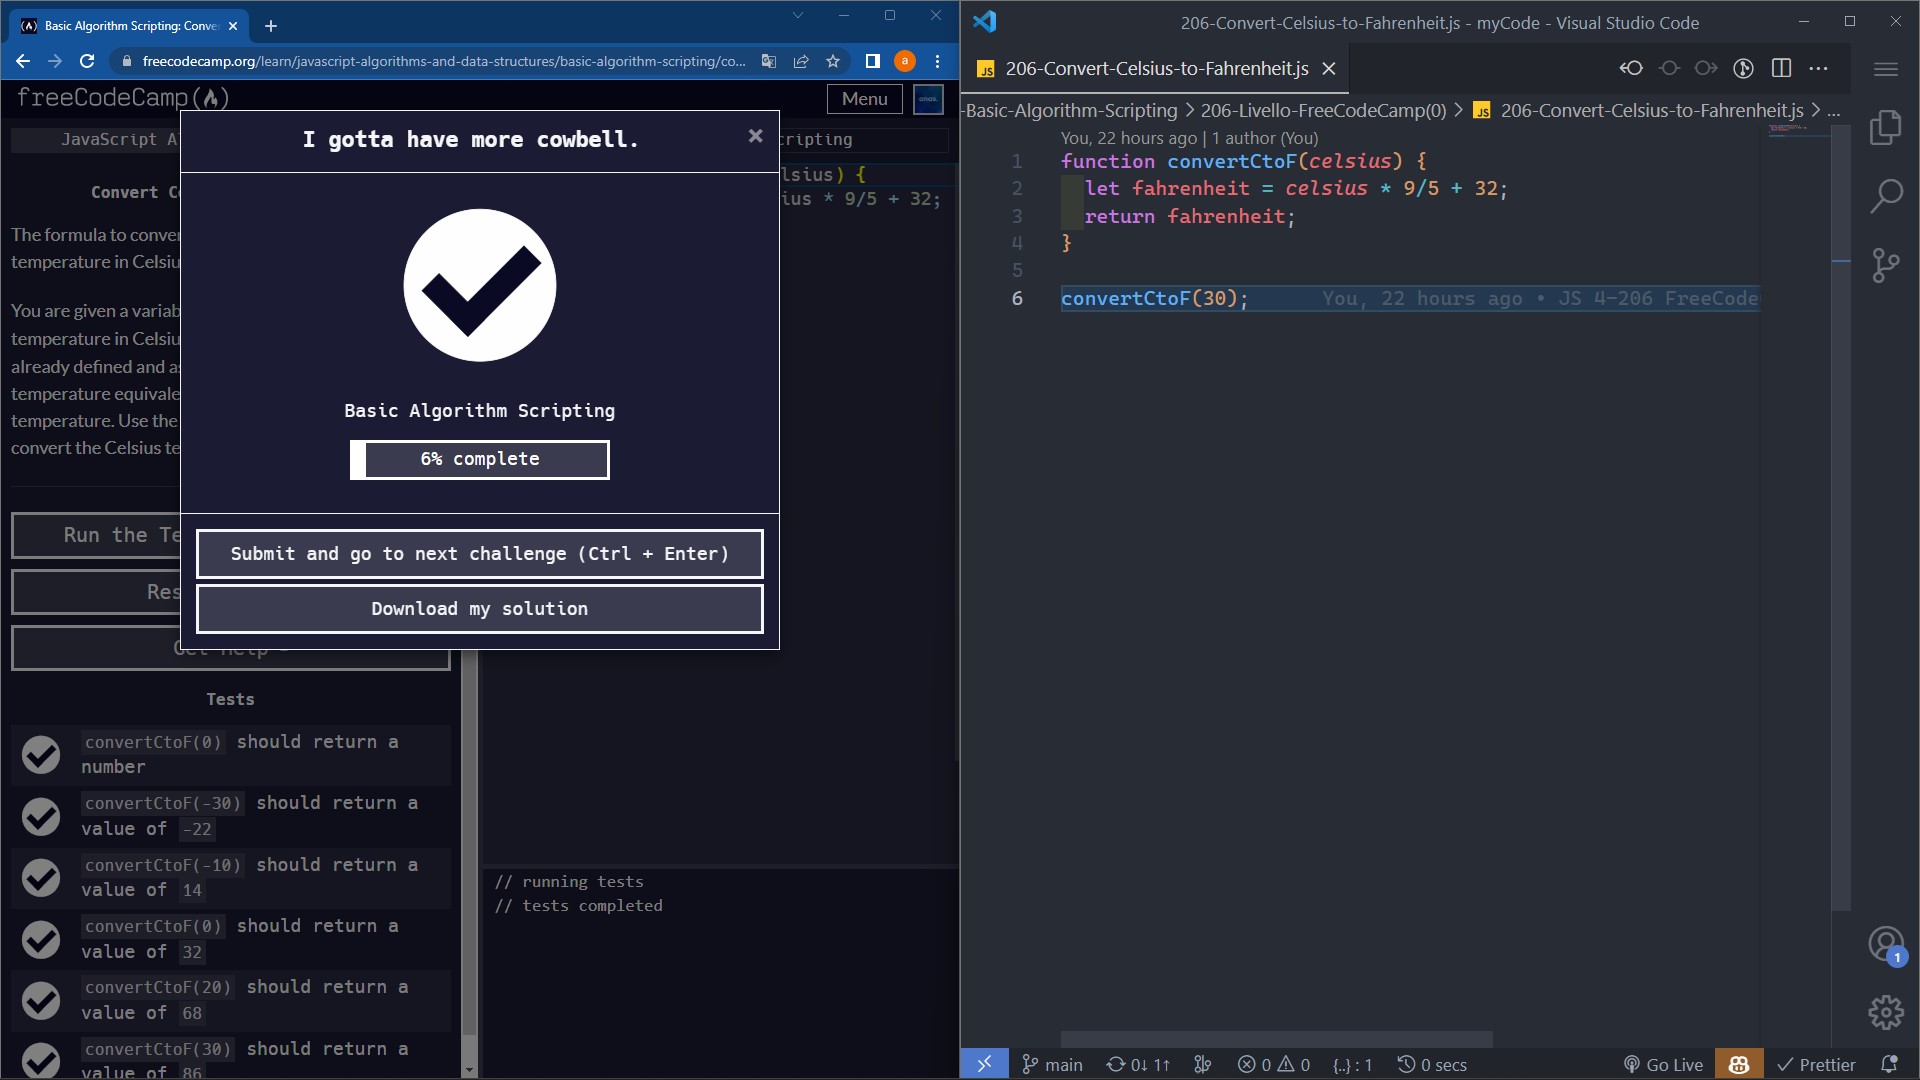 Basic Algorithm Scripting: Conve
freecodecamp.org/learn/javascript-algorithms-and-data-structures/basic-algorithm-scripting/co...
a
freeCodeCamp
Menu
anas.
JavaScript A
cripting
I gotta have more cowbell.
Convert C
lsius) {
ius * 9/5 + 32;
The formula to conver
temperature in Celsiu
You are given a variab
temperature in Celsiu
already defined and as
temperature equivale
temperature. Use the
convert the Celsius te
Basic Algorithm Scripting
6% complete
Run the Te
Res
Submit and go to next challenge (Ctrl + Enter)
Download my solution
Tests
convertCtoF(0) should return a
number
convertCtoF(-30) should return a
value of -22
convertCtoF(-10) should return a
value of 14
convertCtoF(0) should return a
value of 32
convertCtoF(20) should return a
value of 68
convertCtoF(30) should return a
value of 86
// running tests
// tests completed
206-Convert-Celsius-to-Fahrenheit.js - myCode - Visual Studio Code
JS 206-Convert-Celsius-to-Fahrenheit.js
-Basic-Algorithm-Scripting > 206-Livello-FreeCodeCamp(0) > JS 206-Convert-Celsius-to-Fahrenheit.js > ...
You, 22 hours ago | 1 author (You)
1 function convertCtoF(celsius) {
2 let fahrenheit = celsius * 9/5 + 32;
3 return fahrenheit;
4 }
5
6 convertCtoF(30); You, 22 hours ago • JS 4-206 FreeCode
1
main 0↓ 1↑ 0 0 {..} : 1 0 secs Go Live Prettier